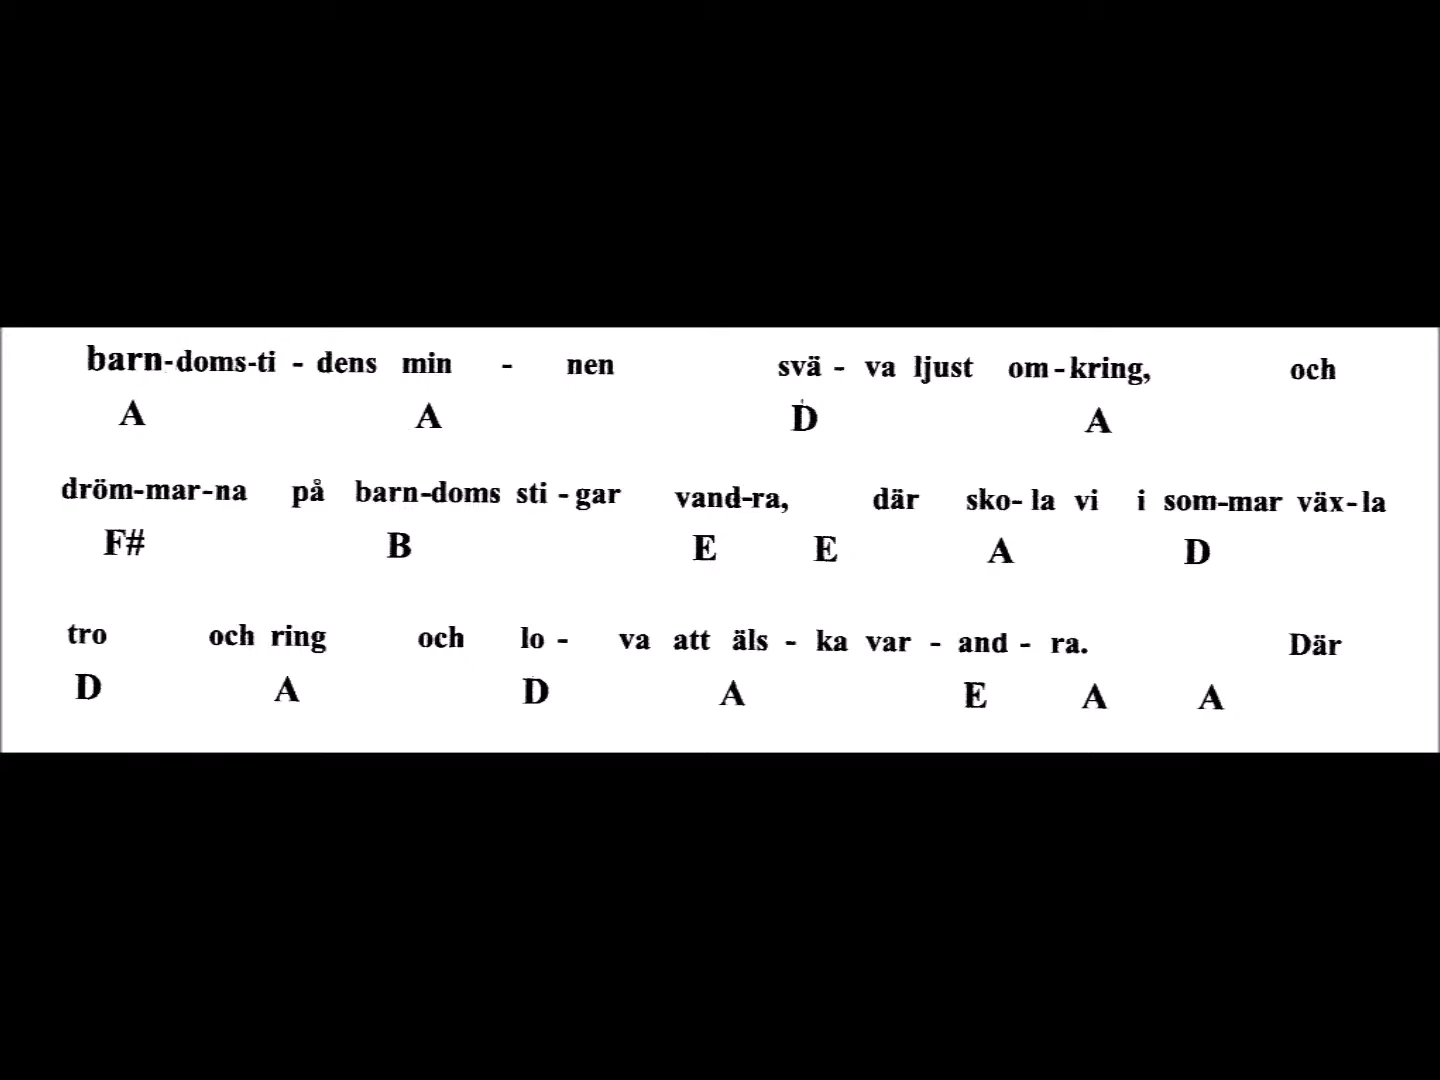 barn-doms-ti - dens min - nen svä - va ljust om-kring, och
A A D A
dröm-mar-na på barn-doms sti - gar vand-ra, där sko- la vi i som-mar väx-la
F# B E E A D
tro och ring och lo - va att äls - ka var - and - ra. Där
D A D A E A A